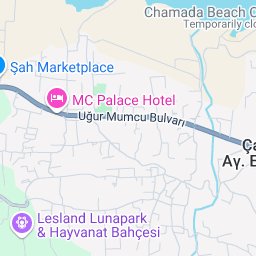 Chamada Beach C
Temporarily clo
Şah Marketplace
MC Palace Hotel
Uğur Mumcu Bulvarı
Ça
Ay. E
Lesland Lunapark
& Hayvanat Bahçesi